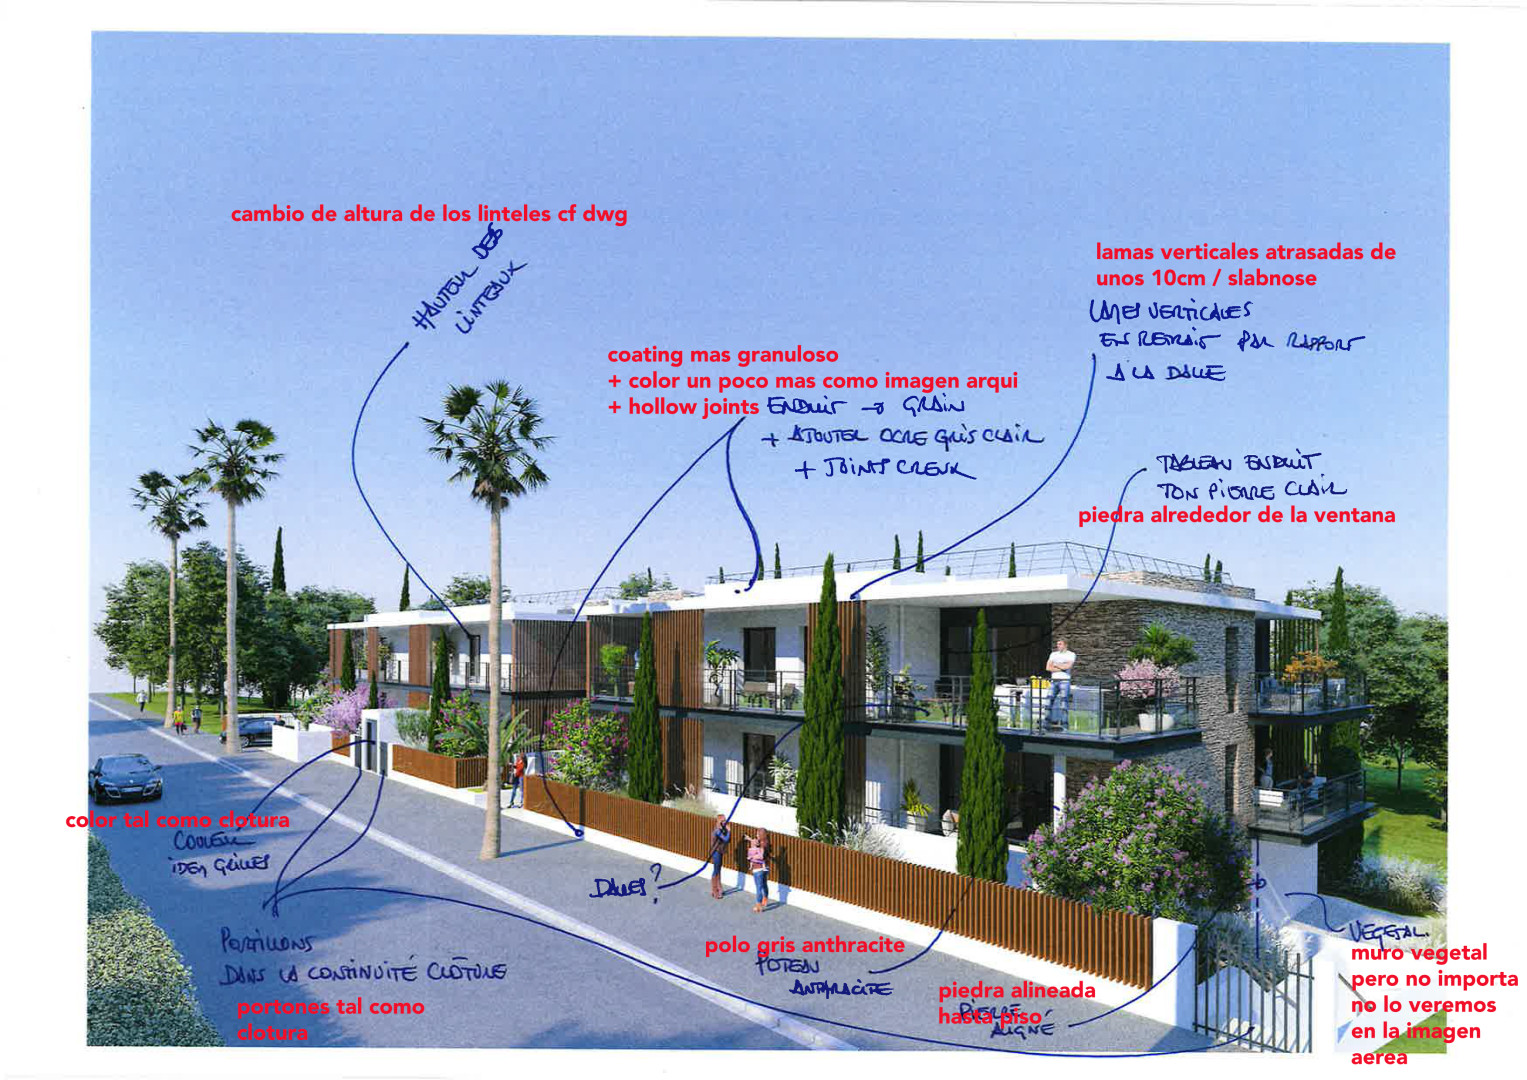 cambio de altura de los linteles cf dwg
HAUTEUR DES
LINTEAUX
lamas verticales atrasadas de
unos 10cm / slabnose
LAMES VERTICALES
EN RETRAIT PAR RAPPORT
A LA DALLE
coating mas granuloso
+ color un poco mas como imagen arqui
+ hollow joints
ENDUIT → GRAIN
+ AJOUTER OCRE GRIS CLAIR
+ JOINTS CREUX
TABLEAU ENDUIT
TON PIERRE CLAIR
piedra alrededor de la ventana
color tal como clotura
COULEUR
IDEM GRILLES
DALLES?
PORTILLONS
DANS LA CONTINUITÉ CLÔTURE
portones tal como
clotura
polo gris anthracite
POTEAU
ANTHRACITE
piedra alineada
hasta piso
PIERRE
ALIGNÉ
VEGETAL.
muro vegetal
pero no importa
no lo veremos
en la imagen
aerea